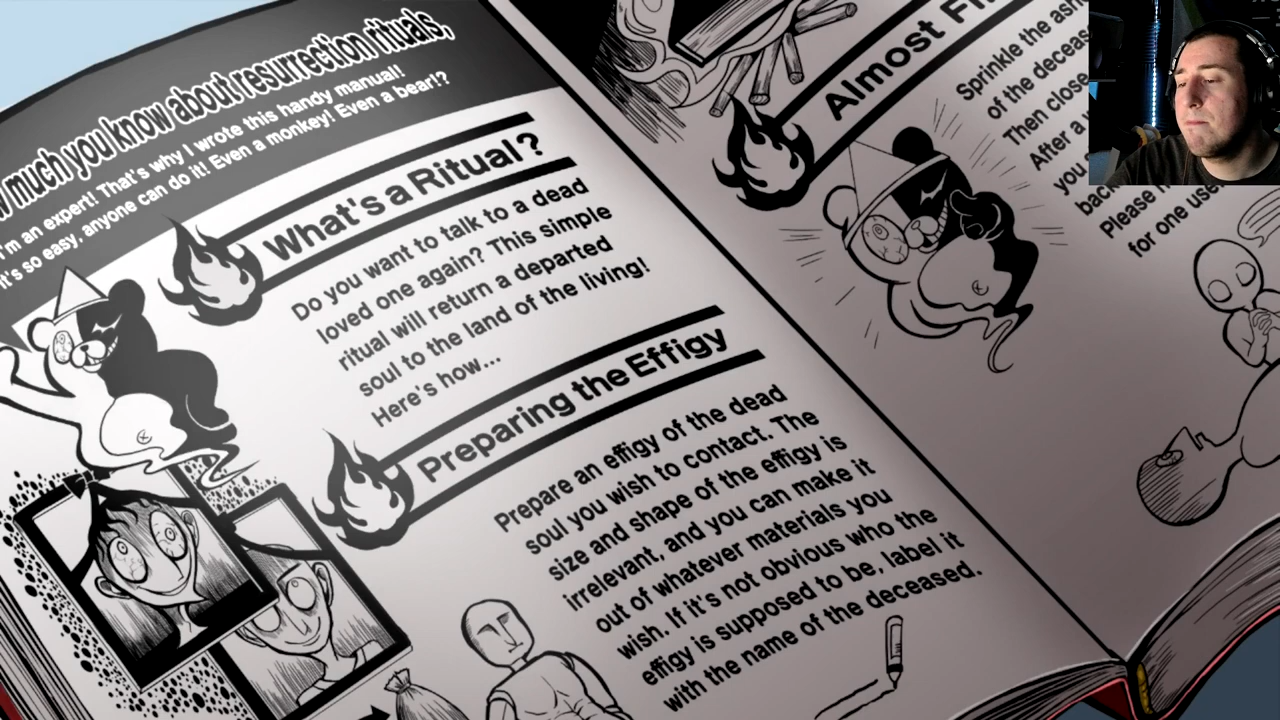 much you know about resurrection rituals,
I'm an expert! That's why I wrote this handy manual!
It's so easy, anyone can do it! Even a monkey! Even a bear!?
What's a Ritual?
Do you want to talk to a dead
loved one again? This simple
ritual will return a departed
soul to the land of the living!
Here's how...
Preparing the Effigy
Prepare an effigy of the dead
soul you wish to contact. The
size and shape of the effigy is
irrelevant, and you can make it
out of whatever materials you
wish. If it's not obvious who the
effigy is supposed to be, label it
with the name of the deceased.
Almost
Sprinkle the
of the
Then close
After a
you
back
Please
for one